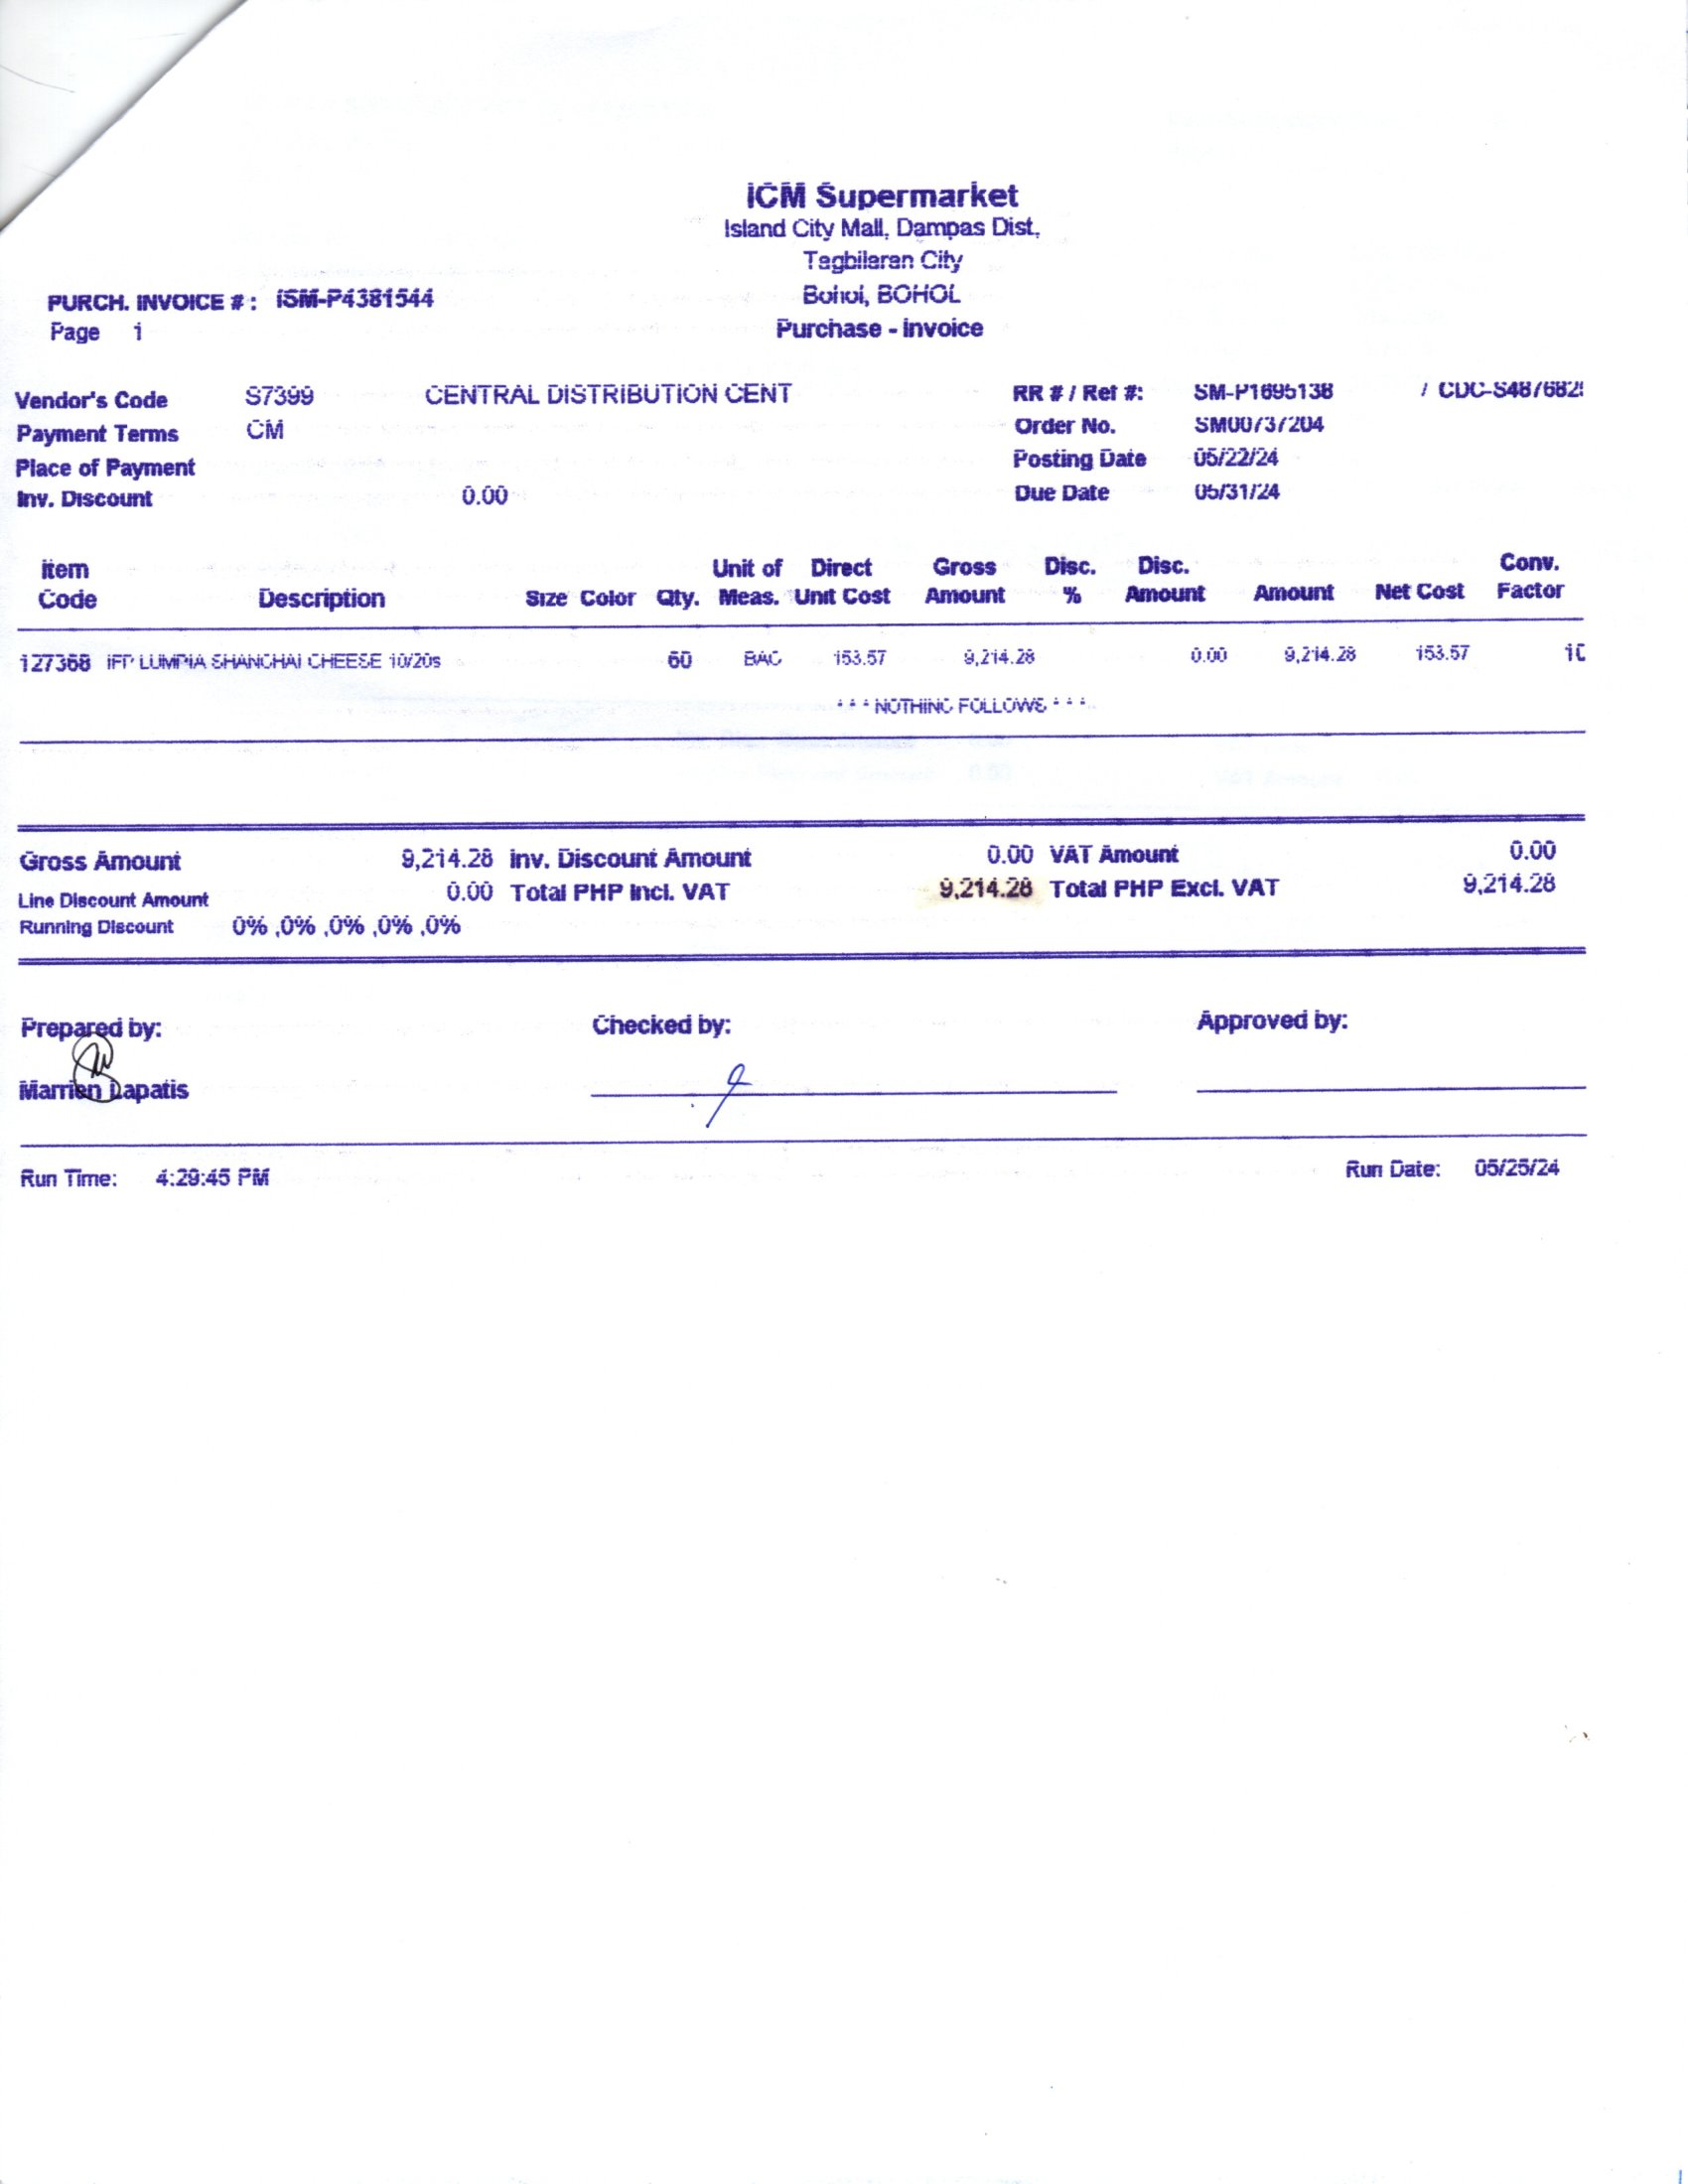 ICM Supermarket
Island City Mall, Dampas Dist,
Tagbilaran City
Bohol, BOHOL
Purchase - Invoice
PURCH. INVOICE # : ISM-P4381544
Page 1
Vendor's Code S7399 CENTRAL DISTRIBUTION CENT RR # / Ref #: SM-P1695138 / CDC-S487682
Payment Terms CM Order No. SM00737204
Place of Payment Posting Date 05/22/24
Inv. Discount 0.00 Due Date 05/31/24
Item Unit of Direct Gross Disc. Disc. Conv.
Code Description Size Color Qty. Meas. Unit Cost Amount % Amount Amount Net Cost Factor
127368 IFP LUMPIA SHANGHAI CHEESE 10/20s 60 BAG 153.57 9,214.28 0.00 9,214.28 153.57
* * * NOTHING FOLLOWS * * *
Gross Amount 9,214.28 Inv. Discount Amount 0.00 VAT Amount 0.00
Line Discount Amount 0.00 Total PHP Incl. VAT 9,214.28 Total PHP Excl. VAT 9,214.28
Running Discount 0% ,0% ,0% ,0% ,0%
Prepared by: Checked by: Approved by:
Marrien Lapatis
Run Time: 4:29:45 PM Run Date: 05/25/24